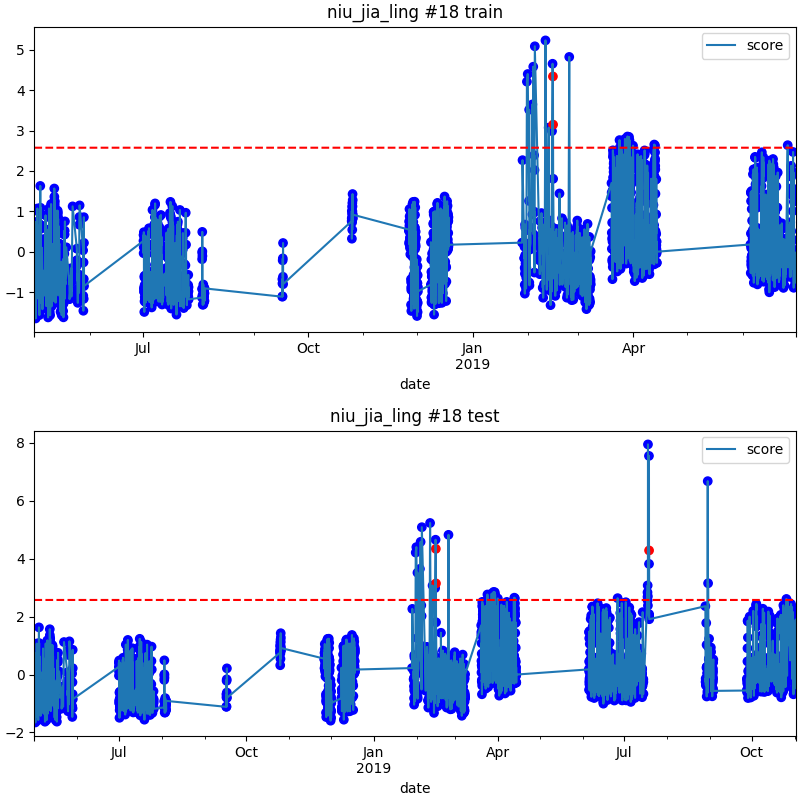 niu_jia_ling #18 train
score
5
4
3
2
1
0
−1
Jul
Oct
Jan
2019
Apr
date
niu_jia_ling #18 test
score
8
6
4
2
0
−2
Jul
Oct
Jan
2019
Apr
Jul
Oct
date